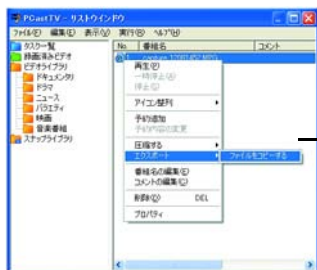 PCastTV - リストウィンドウ
ファイル(F) 編集(E) 表示(V) 実行(R) ヘルプ(H)
タスク一覧
録画済みビデオ
ビデオライブラリ
ドキュメンタリ
ドラマ
ニュース
バラエティ
映画
音楽番組
スナップライブラリ
No. 番組名 コメント
1 capture 12901452.MPG
再生(P)
一時停止(A)
停止(S)
アイコン整列
予約追加
予約内容の変更
圧縮する
エクスポート
ファイルをコピーする
番組名の編集(E)
コメントの編集(C)
削除(D) DEL
プロパティ